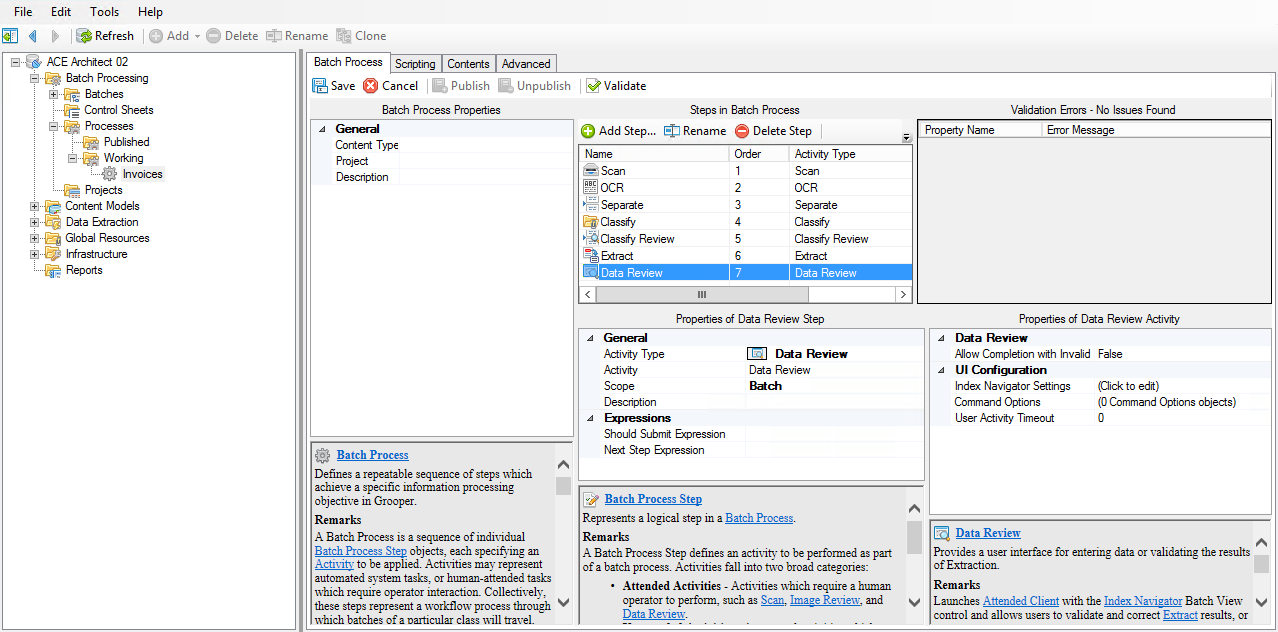 File Edit Tools Help
Refresh Add Delete Rename Clone
ACE Architect 02
Batch Processing
Batches
Control Sheets
Processes
Published
Working
Invoices
Projects
Content Models
Data Extraction
Global Resources
Infrastructure
Reports
Batch Process Scripting Contents Advanced
Save Cancel Publish Unpublish Validate
Batch Process Properties
General
Content Type
Project
Description
Batch Process
Defines a repeatable sequence of steps which
achieve a specific information processing
objective in Grooper.
Remarks
A Batch Process is a sequence of individual
Batch Process Step objects, each specifying an
Activity to be applied. Activities may represent
automated system tasks, or human-attended tasks
which require operator interaction. Collectively,
these steps represent a workflow process through
which batches of a particular class will travel.
Steps in Batch Process
Add Step... Rename Delete Step
Name Order Activity Type
Scan 1 Scan
OCR 2 OCR
Separate 3 Separate
Classify 4 Classify
Classify Review 5 Classify Review
Extract 6 Extract
Data Review 7 Data Review
Properties of Data Review Step
General
Activity Type Data Review
Activity Data Review
Scope Batch
Description
Expressions
Should Submit Expression
Next Step Expression
Batch Process Step
Represents a logical step in a Batch Process.
Remarks
A Batch Process Step defines an activity to be performed as part
of a batch process. Activities fall into two broad categories:
• Attended Activities - Activities which require a human
operator to perform, such as Scan, Image Review, and
Data Review.
Validation Errors - No Issues Found
Property Name Error Message
Properties of Data Review Activity
Data Review
Allow Completion with Invalid False
UI Configuration
Index Navigator Settings (Click to edit)
Command Options (0 Command Options objects)
User Activity Timeout 0
Data Review
Provides a user interface for entering data or validating the results
of Extraction.
Remarks
Launches Attended Client with the Index Navigator Batch View
control and allows users to validate and correct Extract results, or